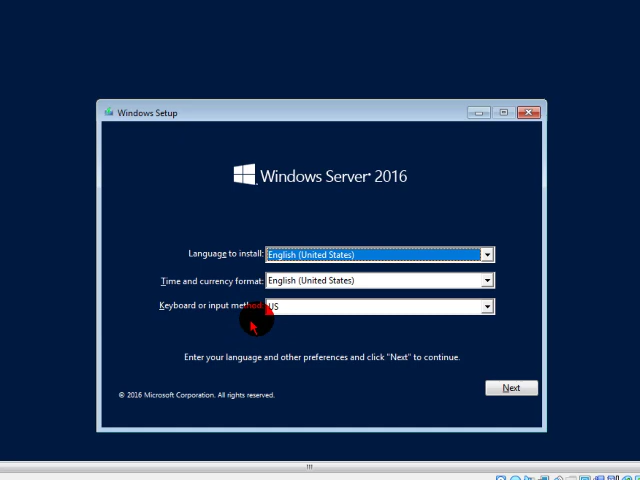 Windows Setup
Windows Server® 2016
Language to install: English (United States)
Time and currency format: English (United States)
Keyboard or input method: US
Enter your language and other preferences and click "Next" to continue.
Next
© 2016 Microsoft Corporation. All rights reserved.